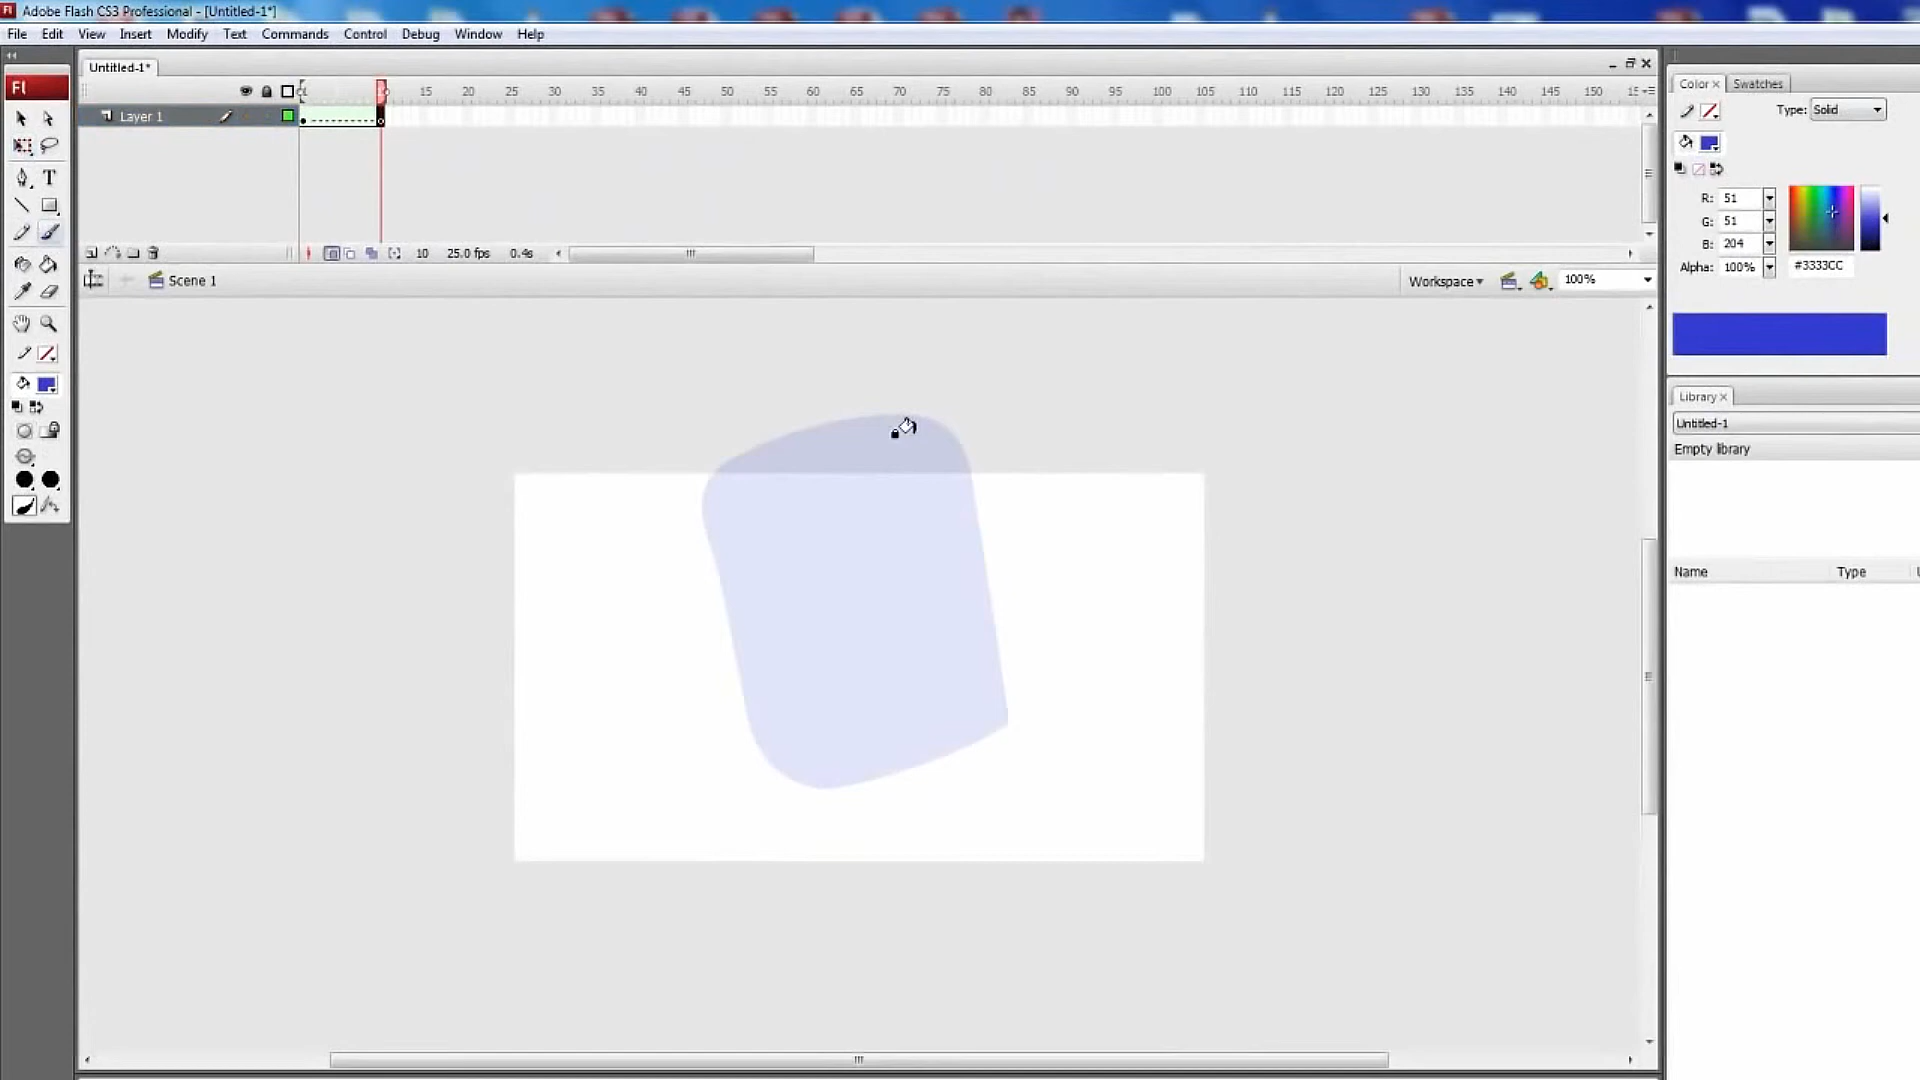 Adobe Flash CS3 Professional - [Untitled-1*]
File Edit View Insert Modify Text Commands Control Debug Window Help
Untitled-1*
Fl
15 20 25 30 35 40 45 50 55 60 65 70 75 80 85 90 95 100 105 110 115 120 125 130 135 140 145 150
Layer 1
10 25.0 fps 0.4s
Scene 1
Workspace 100%
Color Swatches
Type: Solid
R: 51
G: 51
B: 204
Alpha: 100% #3333CC
Library
Untitled-1
Empty library
Name Type